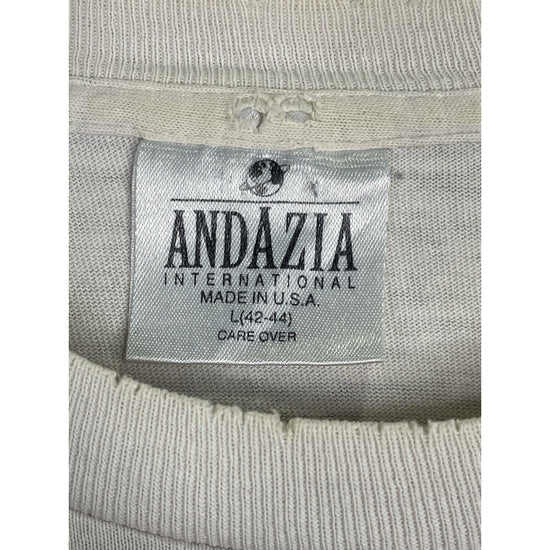 ANDAZIA
INTERNATIONAL
MADE IN U.S.A.
L(42-44)
CARE OVER